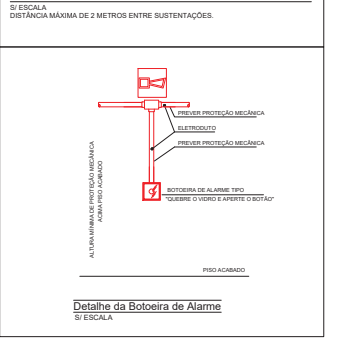 S/ ESCALA
DISTÂNCIA MÁXIMA DE 2 METROS ENTRE SUSTENTAÇÕES.
PREVER PROTEÇÃO MECÂNICA
ELETRODUTO
PREVER PROTEÇÃO MECÂNICA
ALTURA MÍNIMA DE PROTEÇÃO MECÂNICA
ACIMA PISO ACABADO
BOTOEIRA DE ALARME TIPO
"QUEBRE O VIDRO E APERTE O BOTÃO"
PISO ACABADO
Detalhe da Botoeira de Alarme
S/ ESCALA